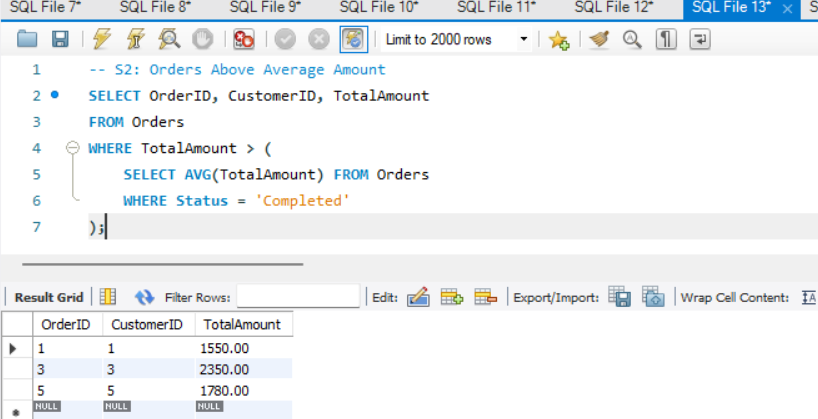 SQL File 7* SQL File 8* SQL File 9* SQL File 10* SQL File 11* SQL File 12* SQL File 13* S
Limit to 2000 rows
1 -- S2: Orders Above Average Amount
2 SELECT OrderID, CustomerID, TotalAmount
3 FROM Orders
4 WHERE TotalAmount > (
5 SELECT AVG(TotalAmount) FROM Orders
6 WHERE Status = 'Completed'
7 );
Result Grid Filter Rows: Edit: Export/Import: Wrap Cell Content: IA
OrderID CustomerID TotalAmount
1 1 1550.00
3 3 2350.00
5 5 1780.00
NULL NULL NULL